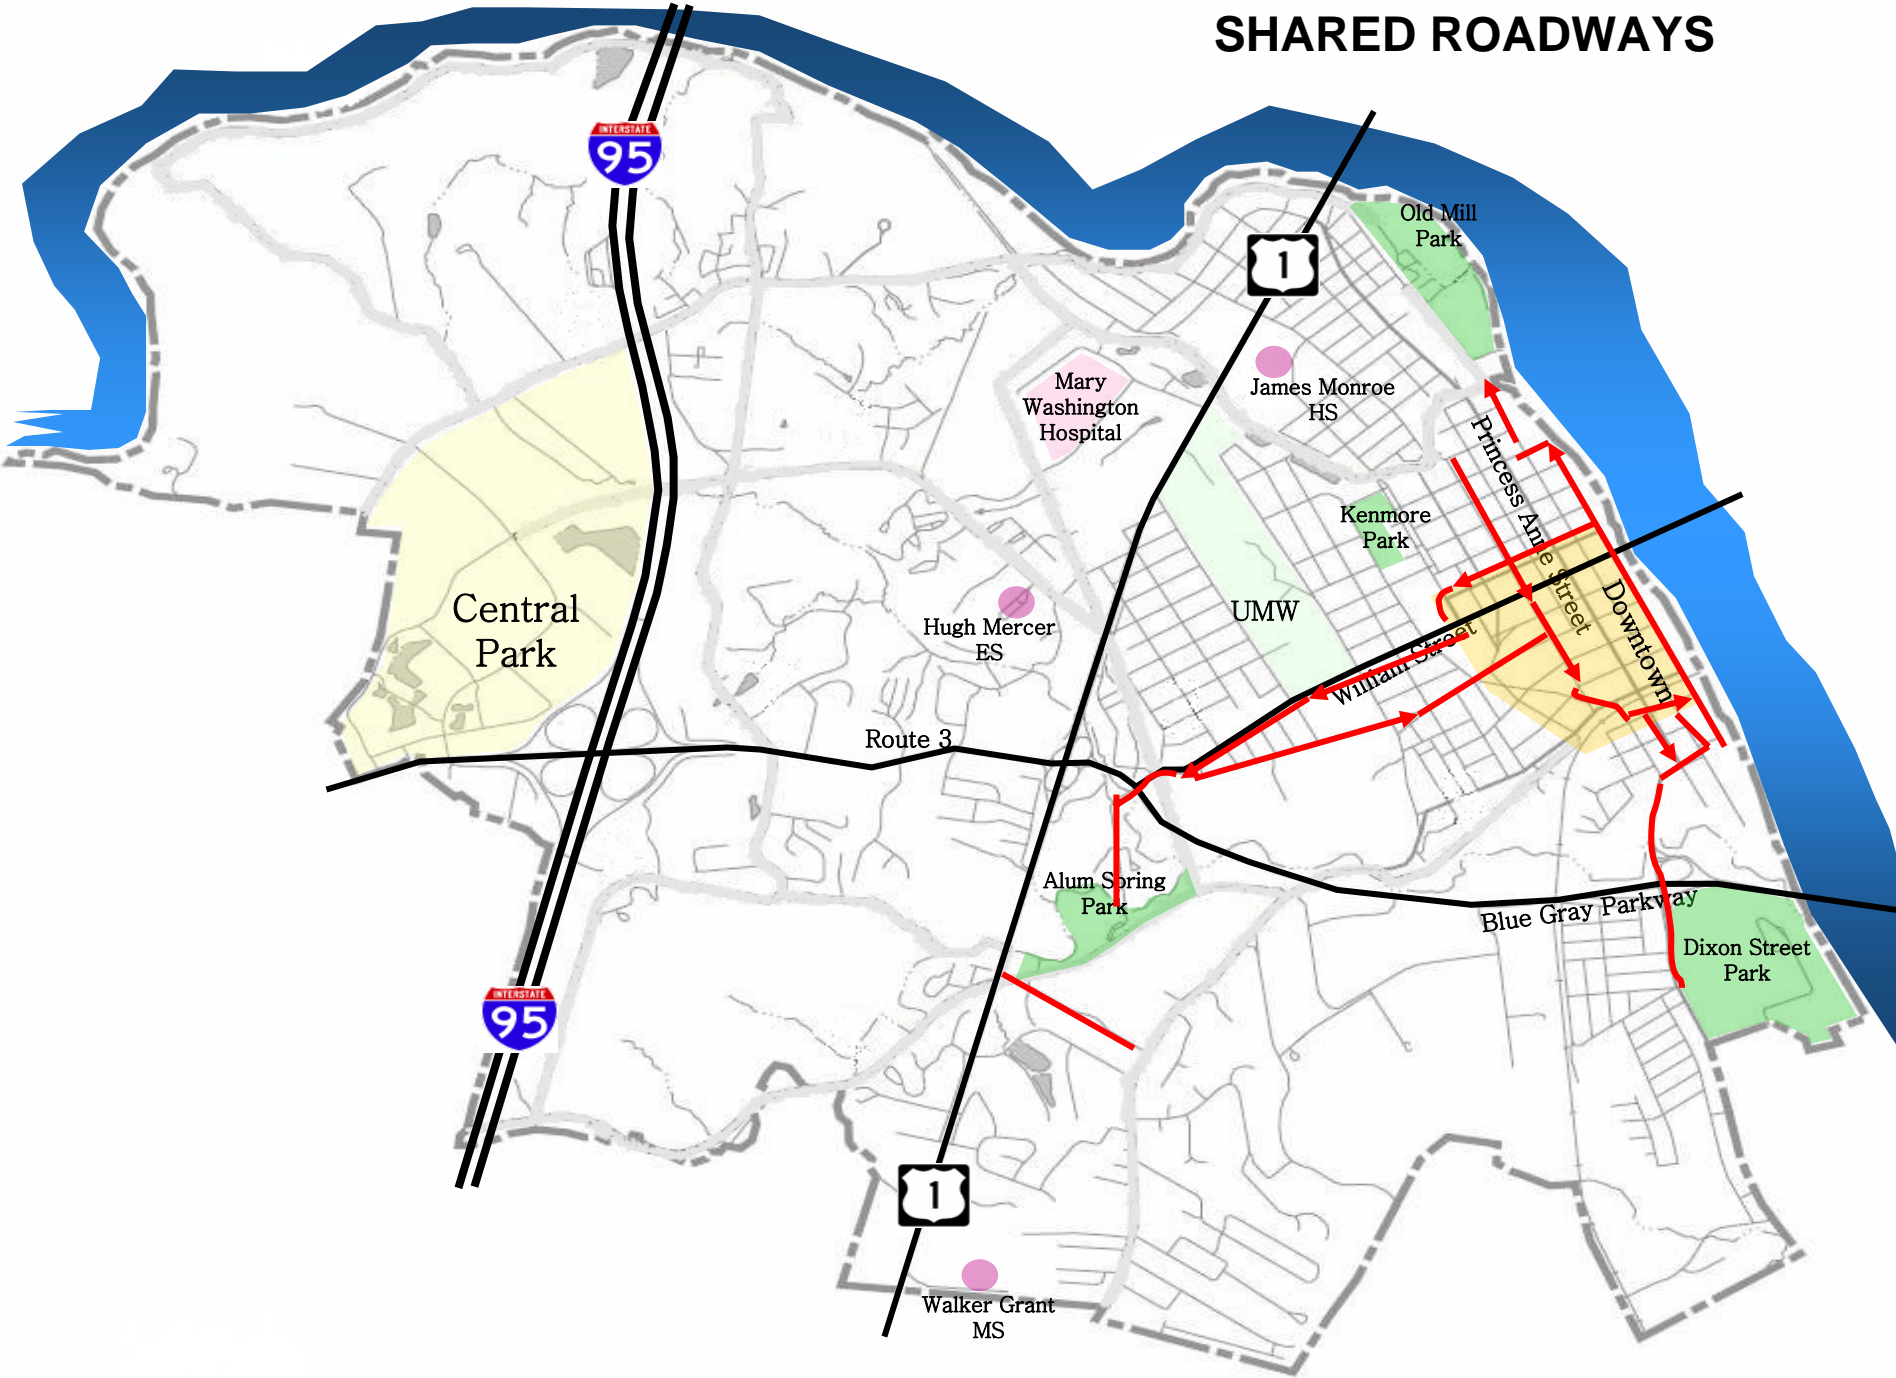 SHARED ROADWAYS
INTERSTATE
95
Old Mill
Park
1
James Monroe
HS
Mary
Washington
Hospital
Princess Anne Street
Kenmore
Park
Central
Park
UMW
Hugh Mercer
ES
Downtown
William Street
Route 3
Alum Spring
Park
Blue Gray Parkway
Dixon Street
Park
INTERSTATE
95
1
Walker Grant
MS